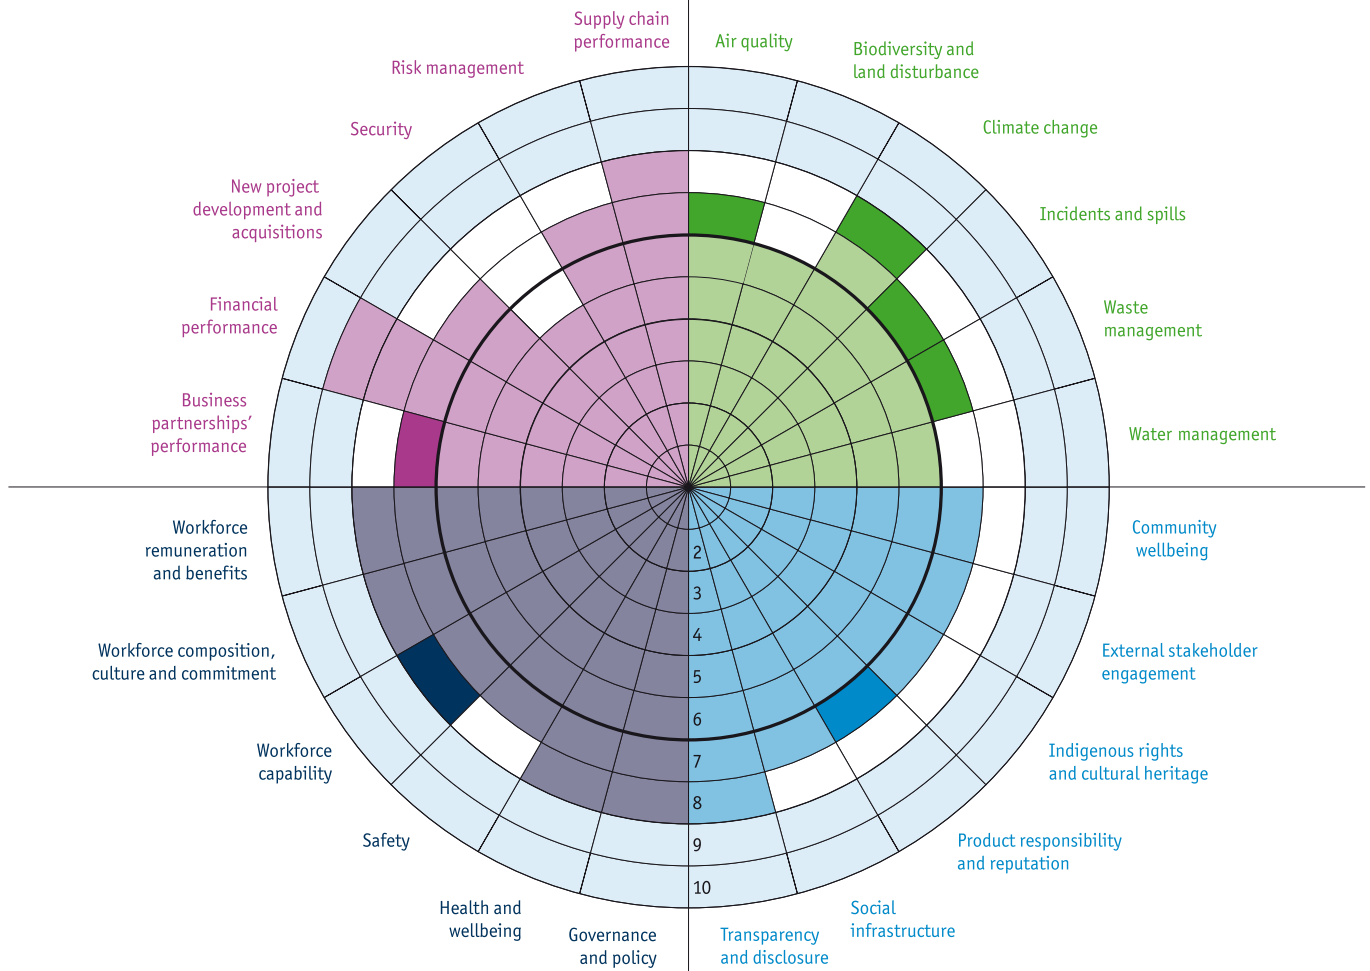 Supply chain
performance
Air quality
Biodiversity and
land disturbance
Risk management
Climate change
Security
New project
development and
acquisitions
Incidents and spills
Financial
performance
Waste
management
Business
partnerships’
performance
Water management
Workforce
remuneration
and benefits
Community
wellbeing
2
3
4
5
6
7
8
9
10
Workforce composition,
culture and commitment
External stakeholder
engagement
Workforce
capability
Indigenous rights
and cultural heritage
Safety
Product responsibility
and reputation
Health and
wellbeing
Social
infrastructure
Governance
and policy
Transparency
and disclosure